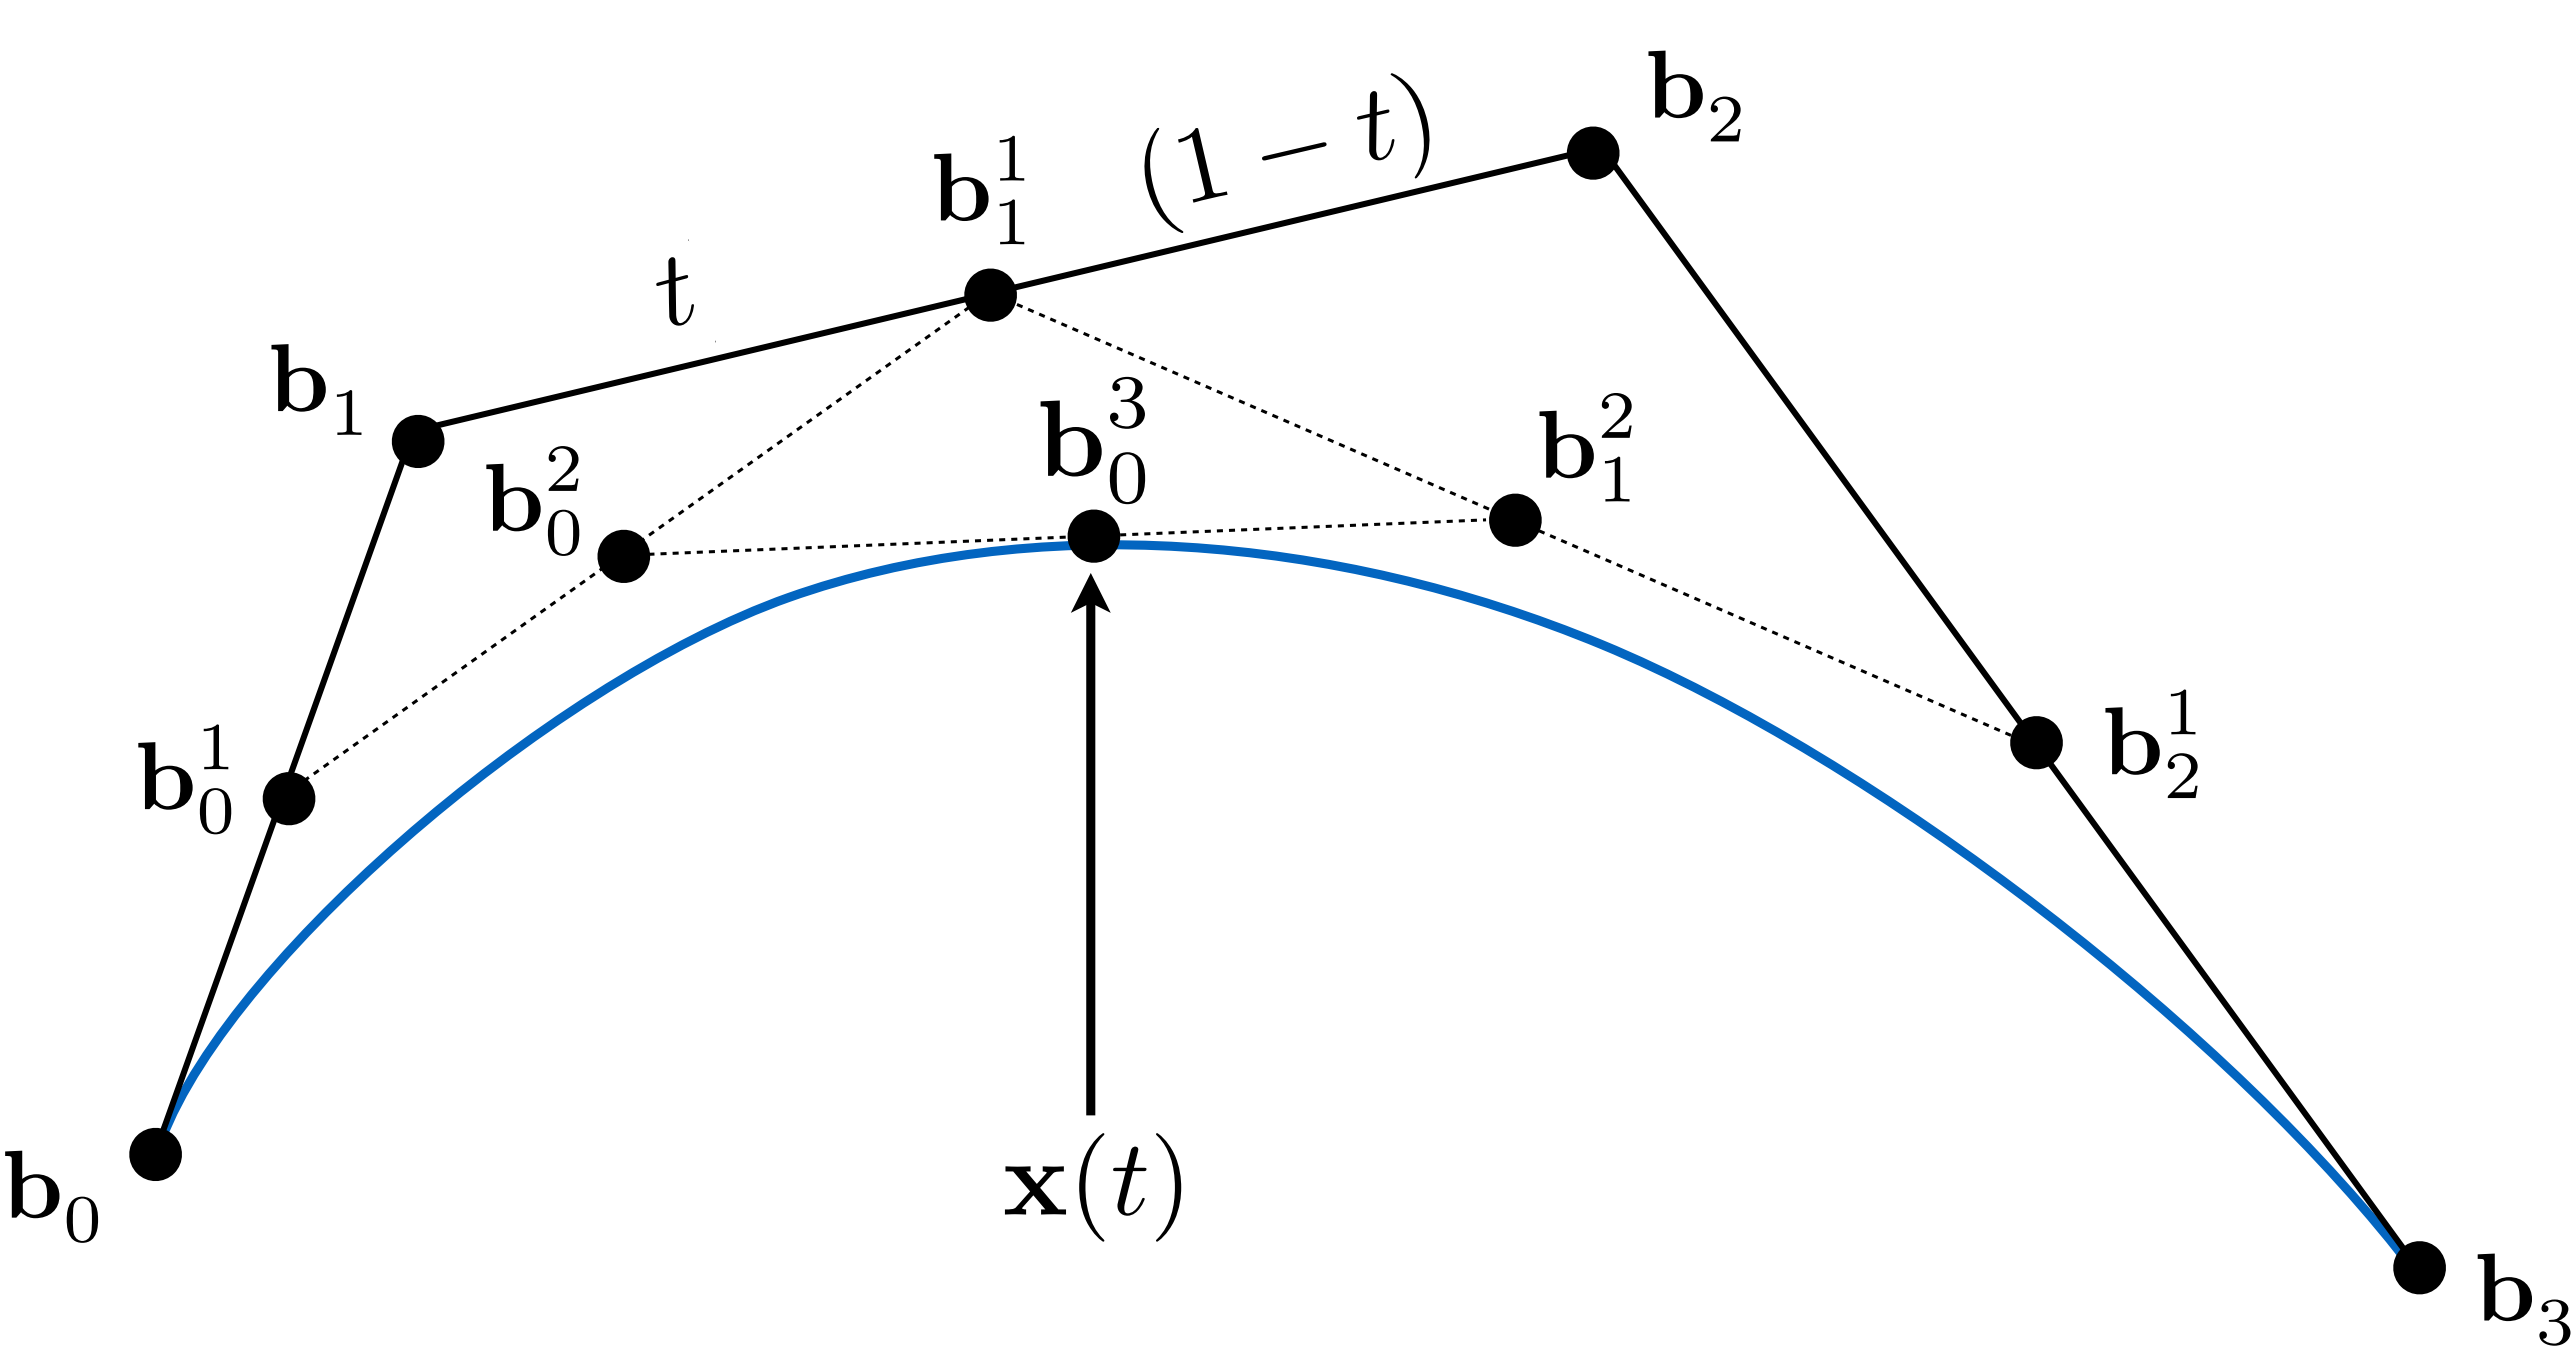 b₂
(1 − t)
b₁¹
t
b₁
b₀³
b₁²
b₀²
b₀¹
b₂¹
x(t)
b₀
b₃